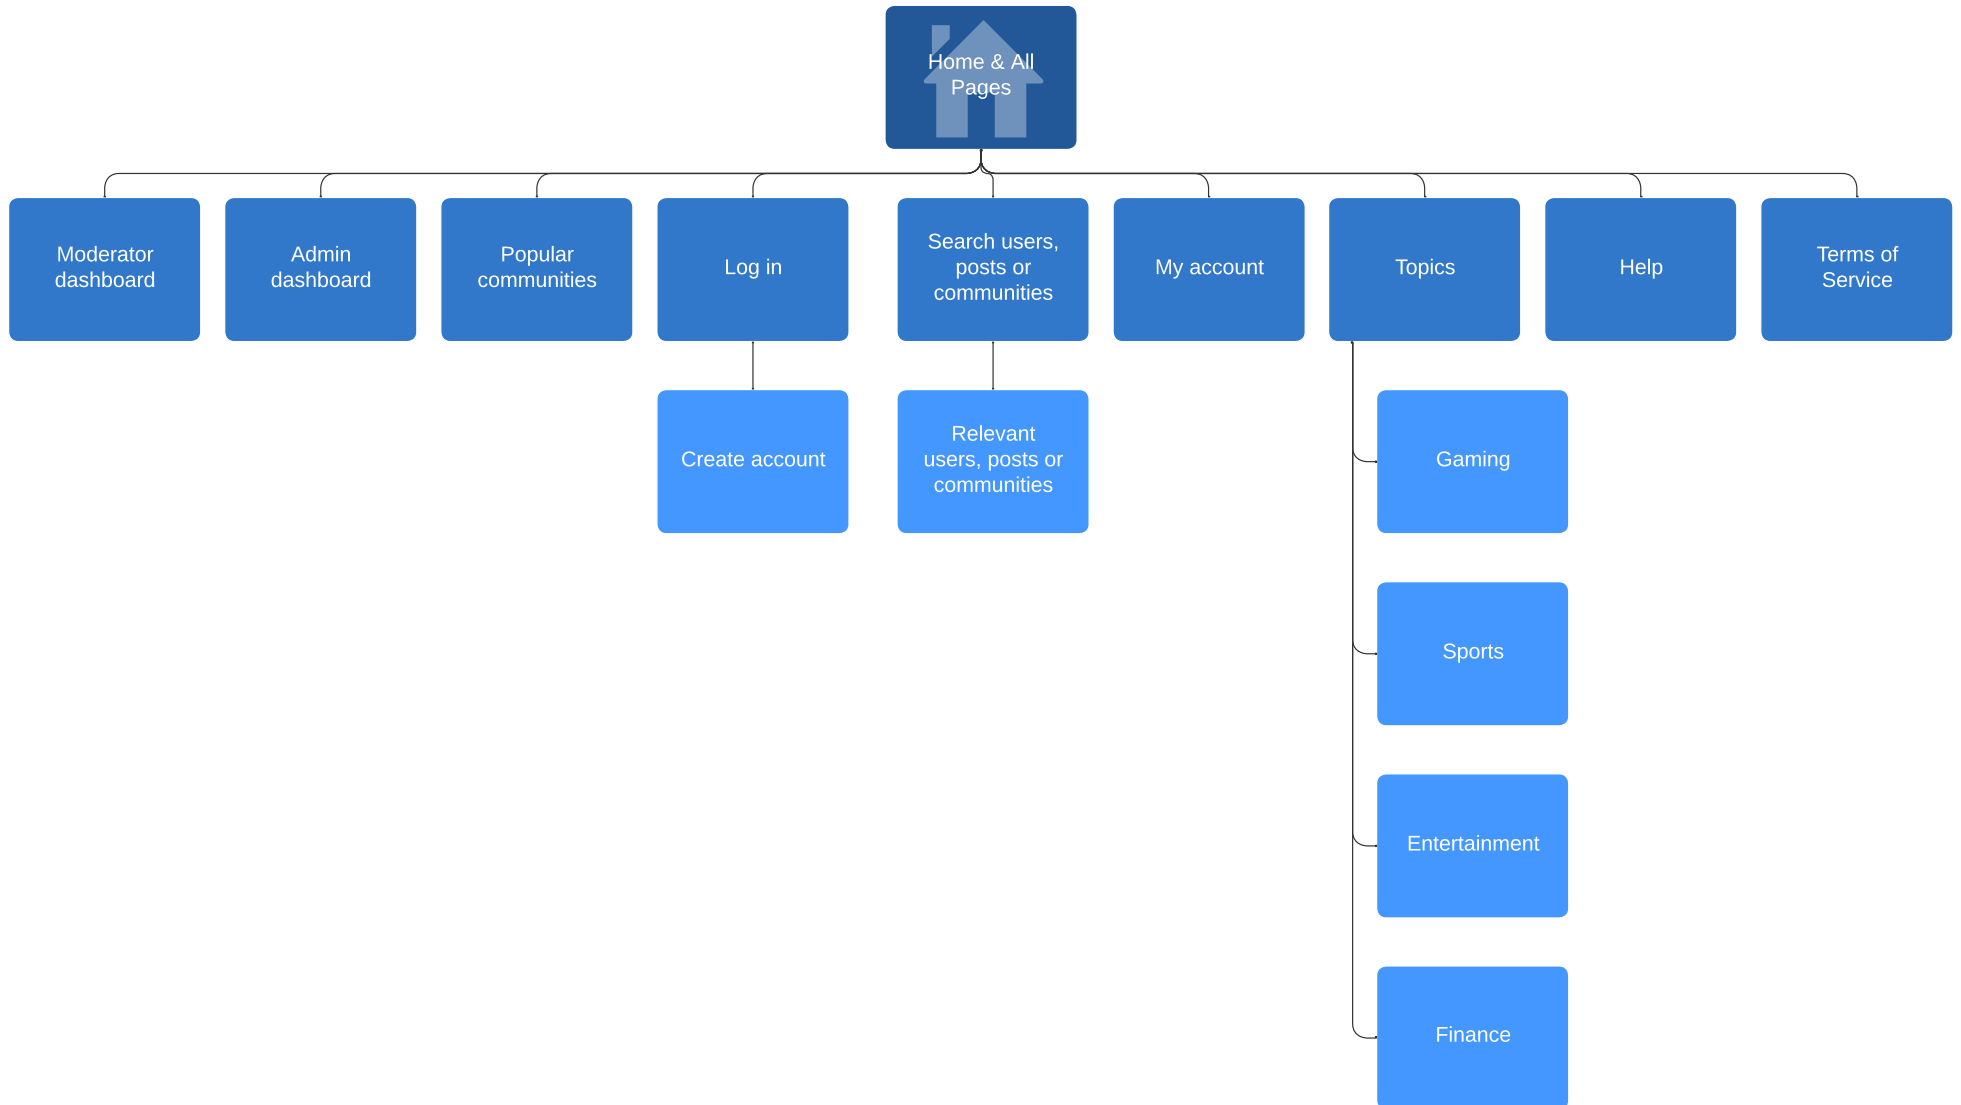 Home & All
Pages
Moderator
dashboard
Admin
dashboard
Popular
communities
Log in
Search users,
posts or
communities
My account
Topics
Help
Terms of
Service
Create account
Relevant
users, posts or
communities
Gaming
Sports
Entertainment
Finance